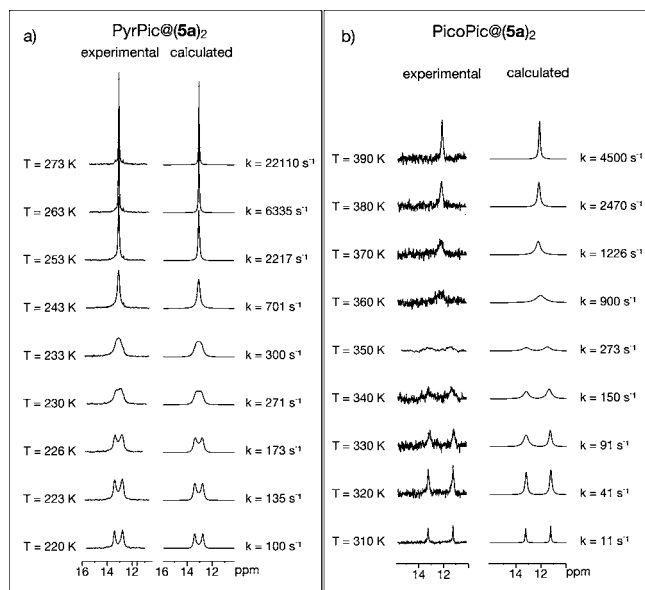 a) PyrPic@(5a)₂
experimental calculated
T = 273 K k = 22110 s⁻¹
T = 263 K k = 6335 s⁻¹
T = 253 K k = 2217 s⁻¹
T = 243 K k = 701 s⁻¹
T = 233 K k = 300 s⁻¹
T = 230 K k = 271 s⁻¹
T = 226 K k = 173 s⁻¹
T = 223 K k = 135 s⁻¹
T = 220 K k = 100 s⁻¹
16 14 12 16 14 12 ppm
b) PicoPic@(5a)₂
experimental calculated
T = 390 K k = 4500 s⁻¹
T = 380 K k = 2470 s⁻¹
T = 370 K k = 1226 s⁻¹
T = 360 K k = 900 s⁻¹
T = 350 K k = 273 s⁻¹
T = 340 K k = 150 s⁻¹
T = 330 K k = 91 s⁻¹
T = 320 K k = 41 s⁻¹
T = 310 K k = 11 s⁻¹
14 12 14 12 ppm